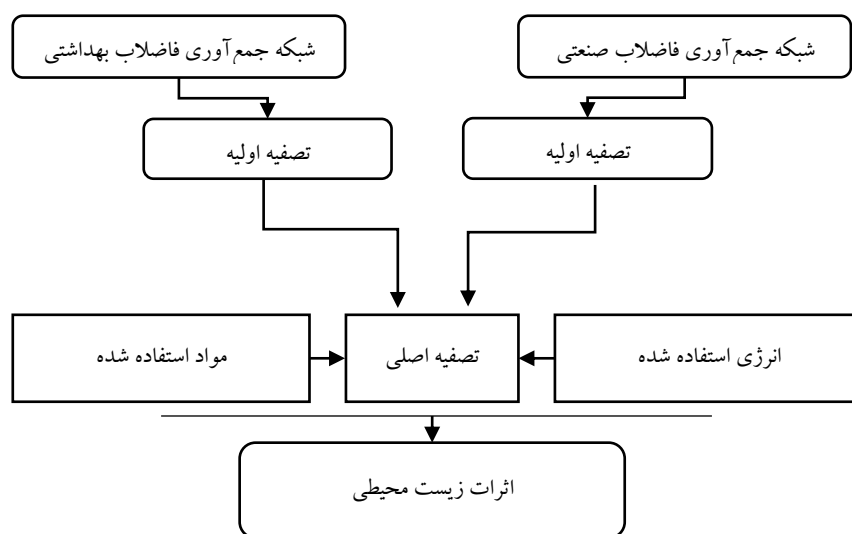 شبکه جمع‌آوری فاضلاب صنعتی
شبکه جمع‌آوری فاضلاب بهداشتی
تصفیه اولیه
تصفیه اولیه
انرژی استفاده شده
تصفیه اصلی
مواد استفاده شده
اثرات زیست محیطی